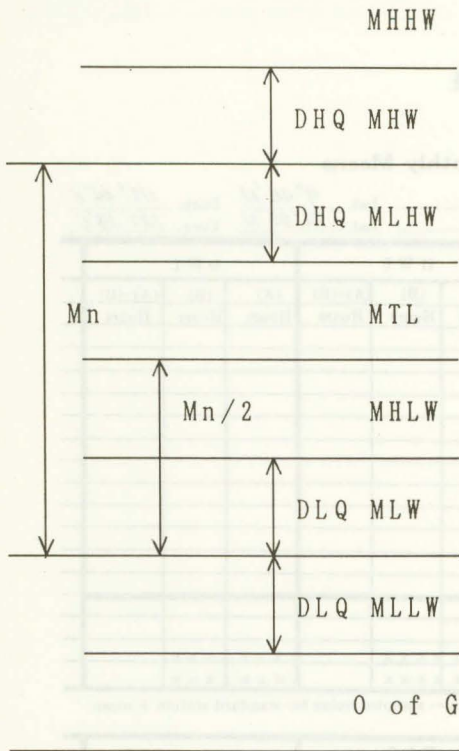 MHHW
DHQ MHW
DHQ MLHW
Mn MTL
Mn/2 MHLW
DLQ MLW
DLQ MLLW
0 of G